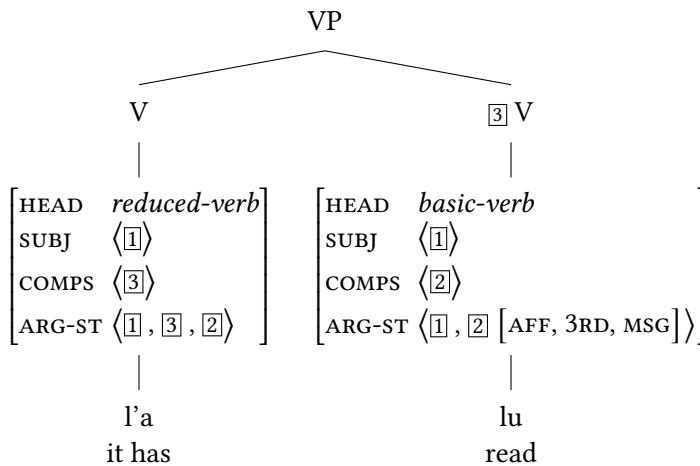 VP
V 3 V
[HEAD reduced-verb] [HEAD basic-verb]
SUBJ ⟨1⟩ SUBJ ⟨1⟩
COMPS ⟨3⟩ COMPS ⟨2⟩
ARG-ST ⟨1, 3, 2⟩ ARG-ST ⟨1, 2 [AFF, 3RD, MSG]⟩
l'a lu
it has read